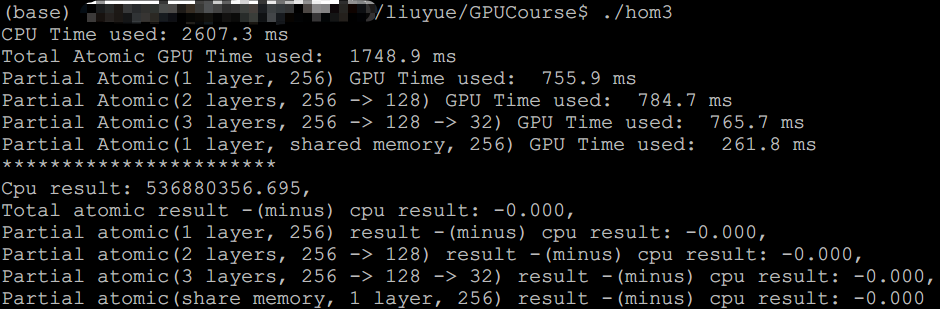 (base) /liuyue/GPUCourse$ ./hom3
CPU Time used: 2607.3 ms
Total Atomic GPU Time used:  1748.9 ms
Partial Atomic(1 layer, 256) GPU Time used:  755.9 ms
Partial Atomic(2 layers, 256 -> 128) GPU Time used:  784.7 ms
Partial Atomic(3 layers, 256 -> 128 -> 32) GPU Time used:  765.7 ms
Partial Atomic(1 layer, shared memory, 256) GPU Time used:  261.8 ms
***********************
Cpu result: 536880356.695,
Total atomic result -(minus) cpu result: -0.000,
Partial atomic(1 layer, 256) result -(minus) cpu result: -0.000,
Partial atomic(2 layers, 256 -> 128) result -(minus) cpu result: -0.000,
Partial atomic(3 layers, 256 -> 128 -> 32) result -(minus) cpu result: -0.000,
Partial atomic(share memory, 1 layer, 256) result -(minus) cpu result: -0.000